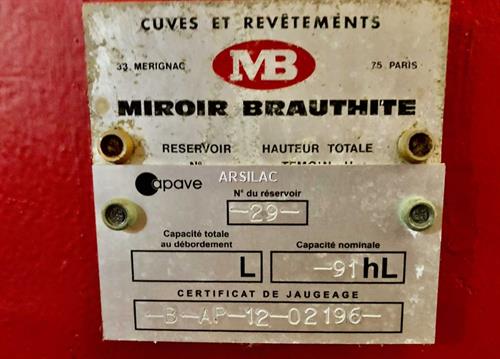 CUVES ET REVÊTEMENTS
33. MERIGNAC MB 75. PARIS
MIROIR BRAUTHITE
RESERVOIR HAUTEUR TOTALE
N° TEMOIN H
ARSILAC
apave
N° du réservoir
-29-
Capacité totale au débordement Capacité nominale
L -91 hL
CERTIFICAT DE JAUGEAGE
-B-AP-12-02196-